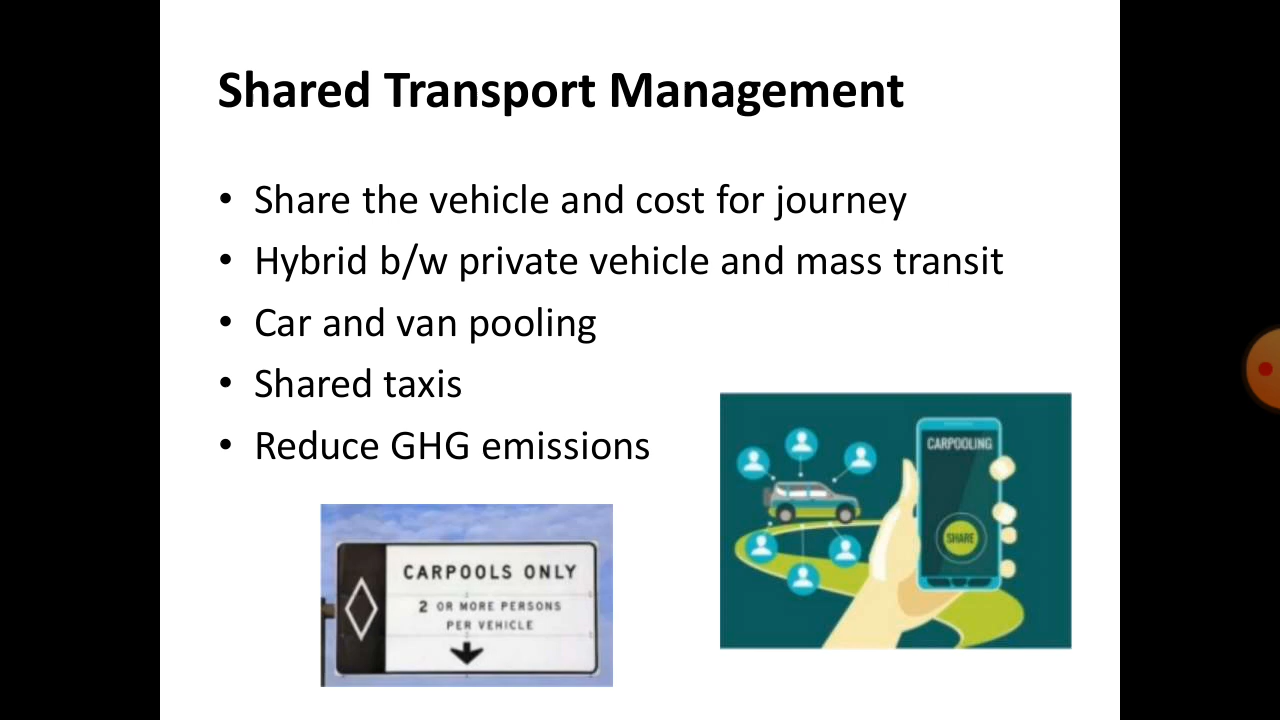 Shared Transport Management
• Share the vehicle and cost for journey
• Hybrid b/w private vehicle and mass transit
• Car and van pooling
• Shared taxis
• Reduce GHG emissions
CARPOOLING
SHARE
CARPOOLS ONLY
2 OR MORE PERSONS
PER VEHICLE